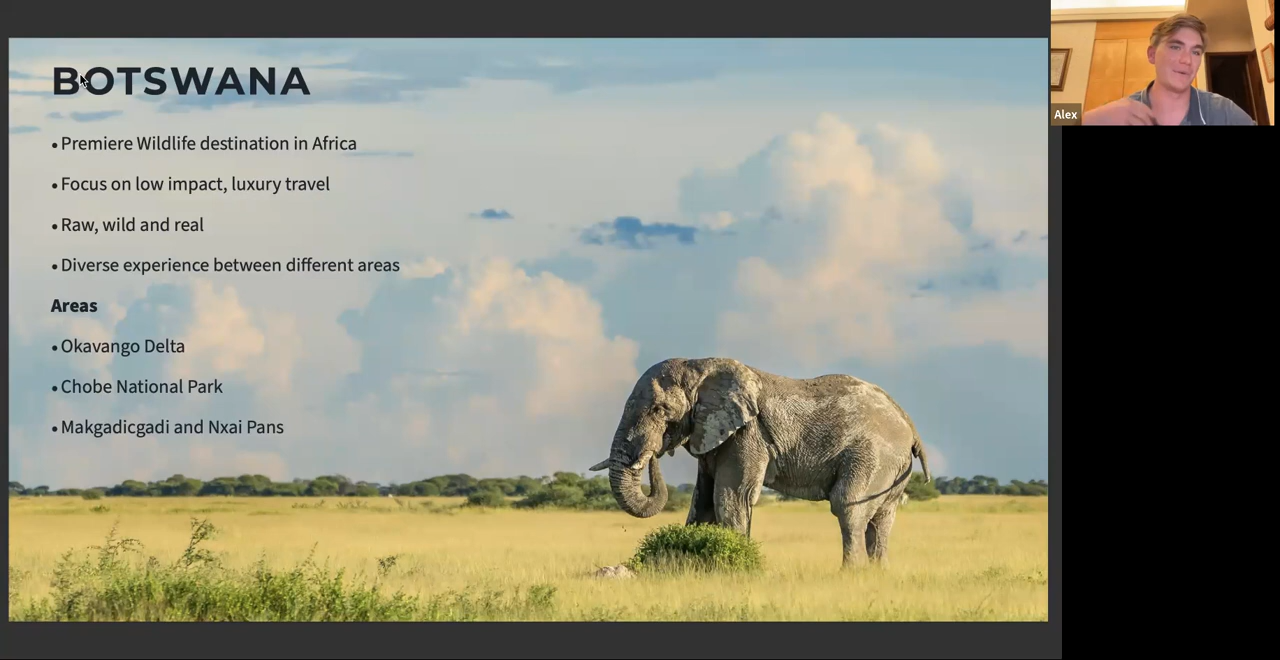 BOTSWANA
• Premiere Wildlife destination in Africa
• Focus on low impact, luxury travel
• Raw, wild and real
• Diverse experience between different areas
Areas
• Okavango Delta
• Chobe National Park
• Makgadicgadi and Nxai Pans
Alex